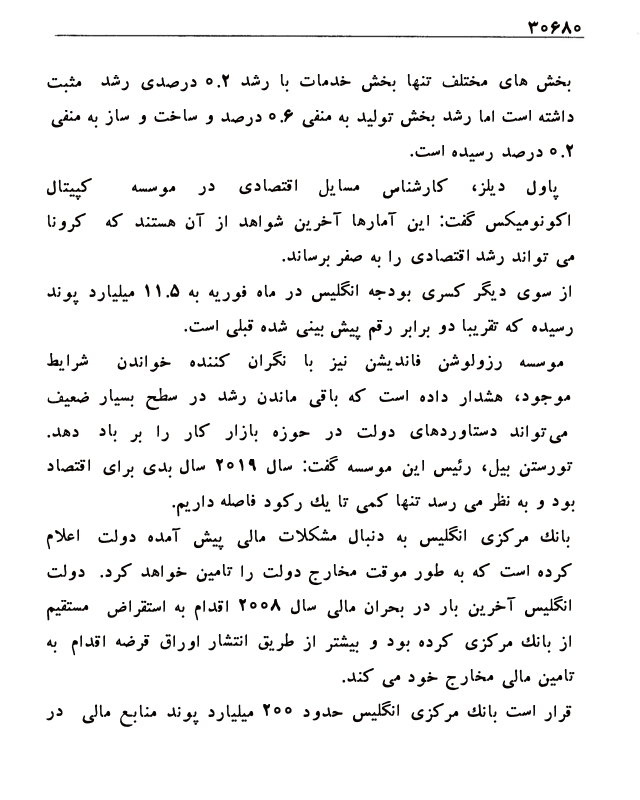 ۳۰۶۸۰
بخش های مختلف تنها بخش خدمات با رشد ۰.۲ درصدی رشد مثبت
داشته است اما رشد بخش تولید به منفی ۰.۶ درصد و ساخت و ساز به منفی
۰.۲ درصد رسیده است.
پاول دیلز، کارشناس مسایل اقتصادی در موسسه کپیتال
اکونومیکس گفت: این آمارها آخرین شواهد از آن هستند که کرونا
می تواند رشد اقتصادی را به صفر برساند.
از سوی دیگر کسری بودجه انگلیس در ماه فوریه به ۱۱.۵ میلیارد پوند
رسیده که تقریبا دو برابر رقم پیش بینی شده قبلی است.
موسسه رزولوشن فاندیشن نیز با نگران کننده خواندن شرایط
موجود، هشدار داده است که باقی ماندن رشد در سطح بسیار ضعیف
می‌تواند دستاوردهای دولت در حوزه بازار کار را بر باد دهد.
تورستن بیل، رئیس این موسسه گفت: سال ۲۰۱۹ سال بدی برای اقتصاد
بود و به نظر می رسد تنها کمی تا یك رکود فاصله داریم.
بانك مرکزی انگلیس به دنبال مشکلات مالی پیش آمده دولت اعلام
کرده است که به طور موقت مخارج دولت را تامین خواهد کرد. دولت
انگلیس آخرین بار در بحران مالی سال ۲۰۰۸ اقدام به استقراض مستقیم
از بانك مرکزی کرده بود و بیشتر از طریق انتشار اوراق قرضه اقدام به
تامین مالی مخارج خود می کند.
قرار است بانك مرکزی انگلیس حدود ۲۰۰ میلیارد پوند منابع مالی در